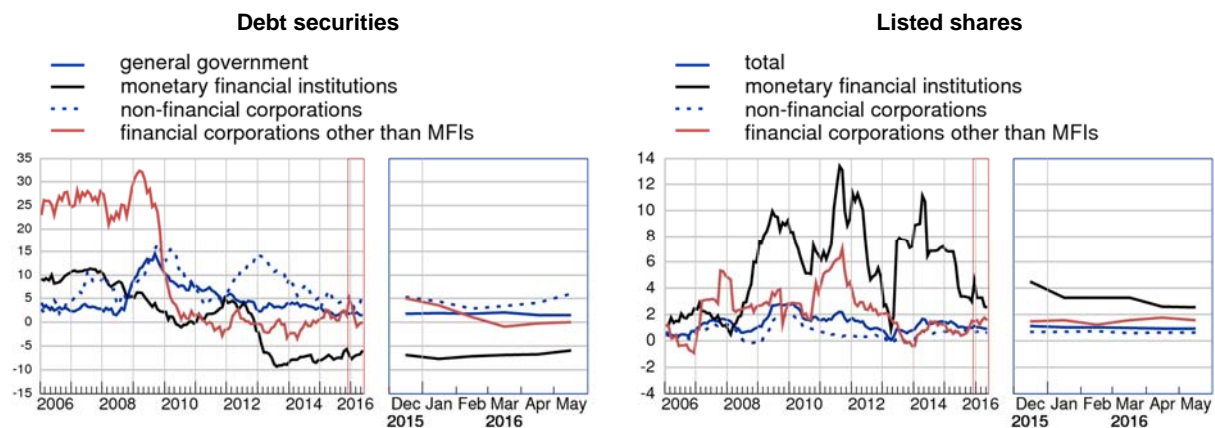 Debt securities
general government
monetary financial institutions
non-financial corporations
financial corporations other than MFIs
35
30
25
20
15
10
5
0
-5
-10
-15
2006 2008 2010 2012 2014 2016
Dec Jan Feb Mar Apr May
2015 2016
Listed shares
total
monetary financial institutions
non-financial corporations
financial corporations other than MFIs
14
12
10
8
6
4
2
0
-2
-4
2006 2008 2010 2012 2014 2016
Dec Jan Feb Mar Apr May
2015 2016